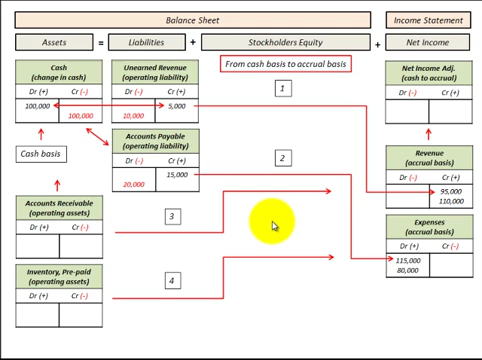 Balance Sheet
Income Statement
Assets = Liabilities + Stockholders Equity + Net Income
Cash
(change in cash)
Dr (+) Cr (-)
100,000
100,000
Unearned Revenue
(operating liability)
Dr (-) Cr (+)
5,000
10,000
From cash basis to accrual basis
1
Net Income Adj.
(cash to accrual)
Dr (-) Cr (+)
Accounts Payable
(operating liability)
Dr (-) Cr (+)
15,000
20,000
2
Cash basis
Revenue
(accrual basis)
Dr (-) Cr (+)
95,000
110,000
Accounts Receivable
(operating assets)
Dr (+) Cr (-)
3
Expenses
(accrual basis)
Dr (+) Cr (-)
115,000
80,000
Inventory, Pre-paid
(operating assets)
Dr (+) Cr (-)
4